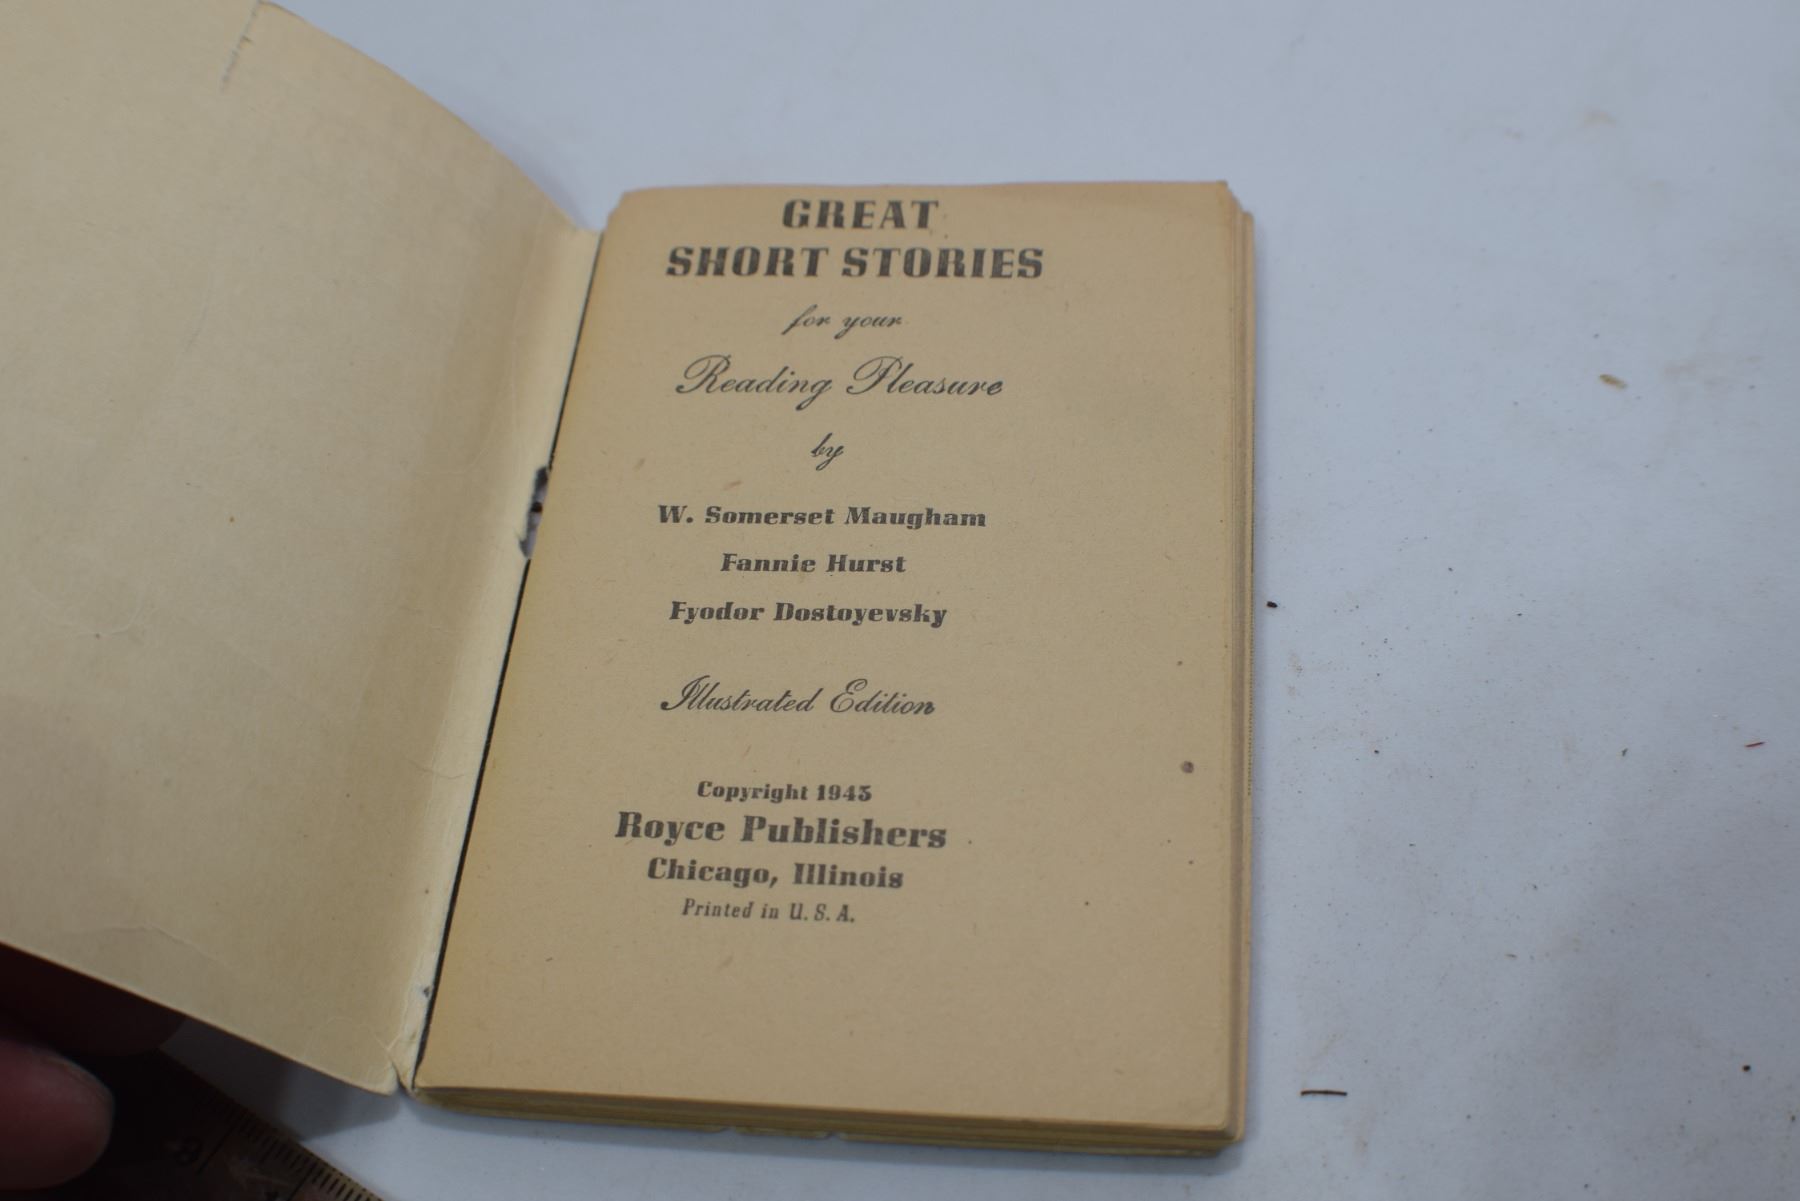 GREAT
SHORT STORIES
for your
Reading Pleasure
by
W. Somerset Maugham
Fannie Hurst
Fyodor Dostoyevsky
Illustrated Edition
Copyright 1943
Royce Publishers
Chicago, Illinois
Printed in U. S. A.
8